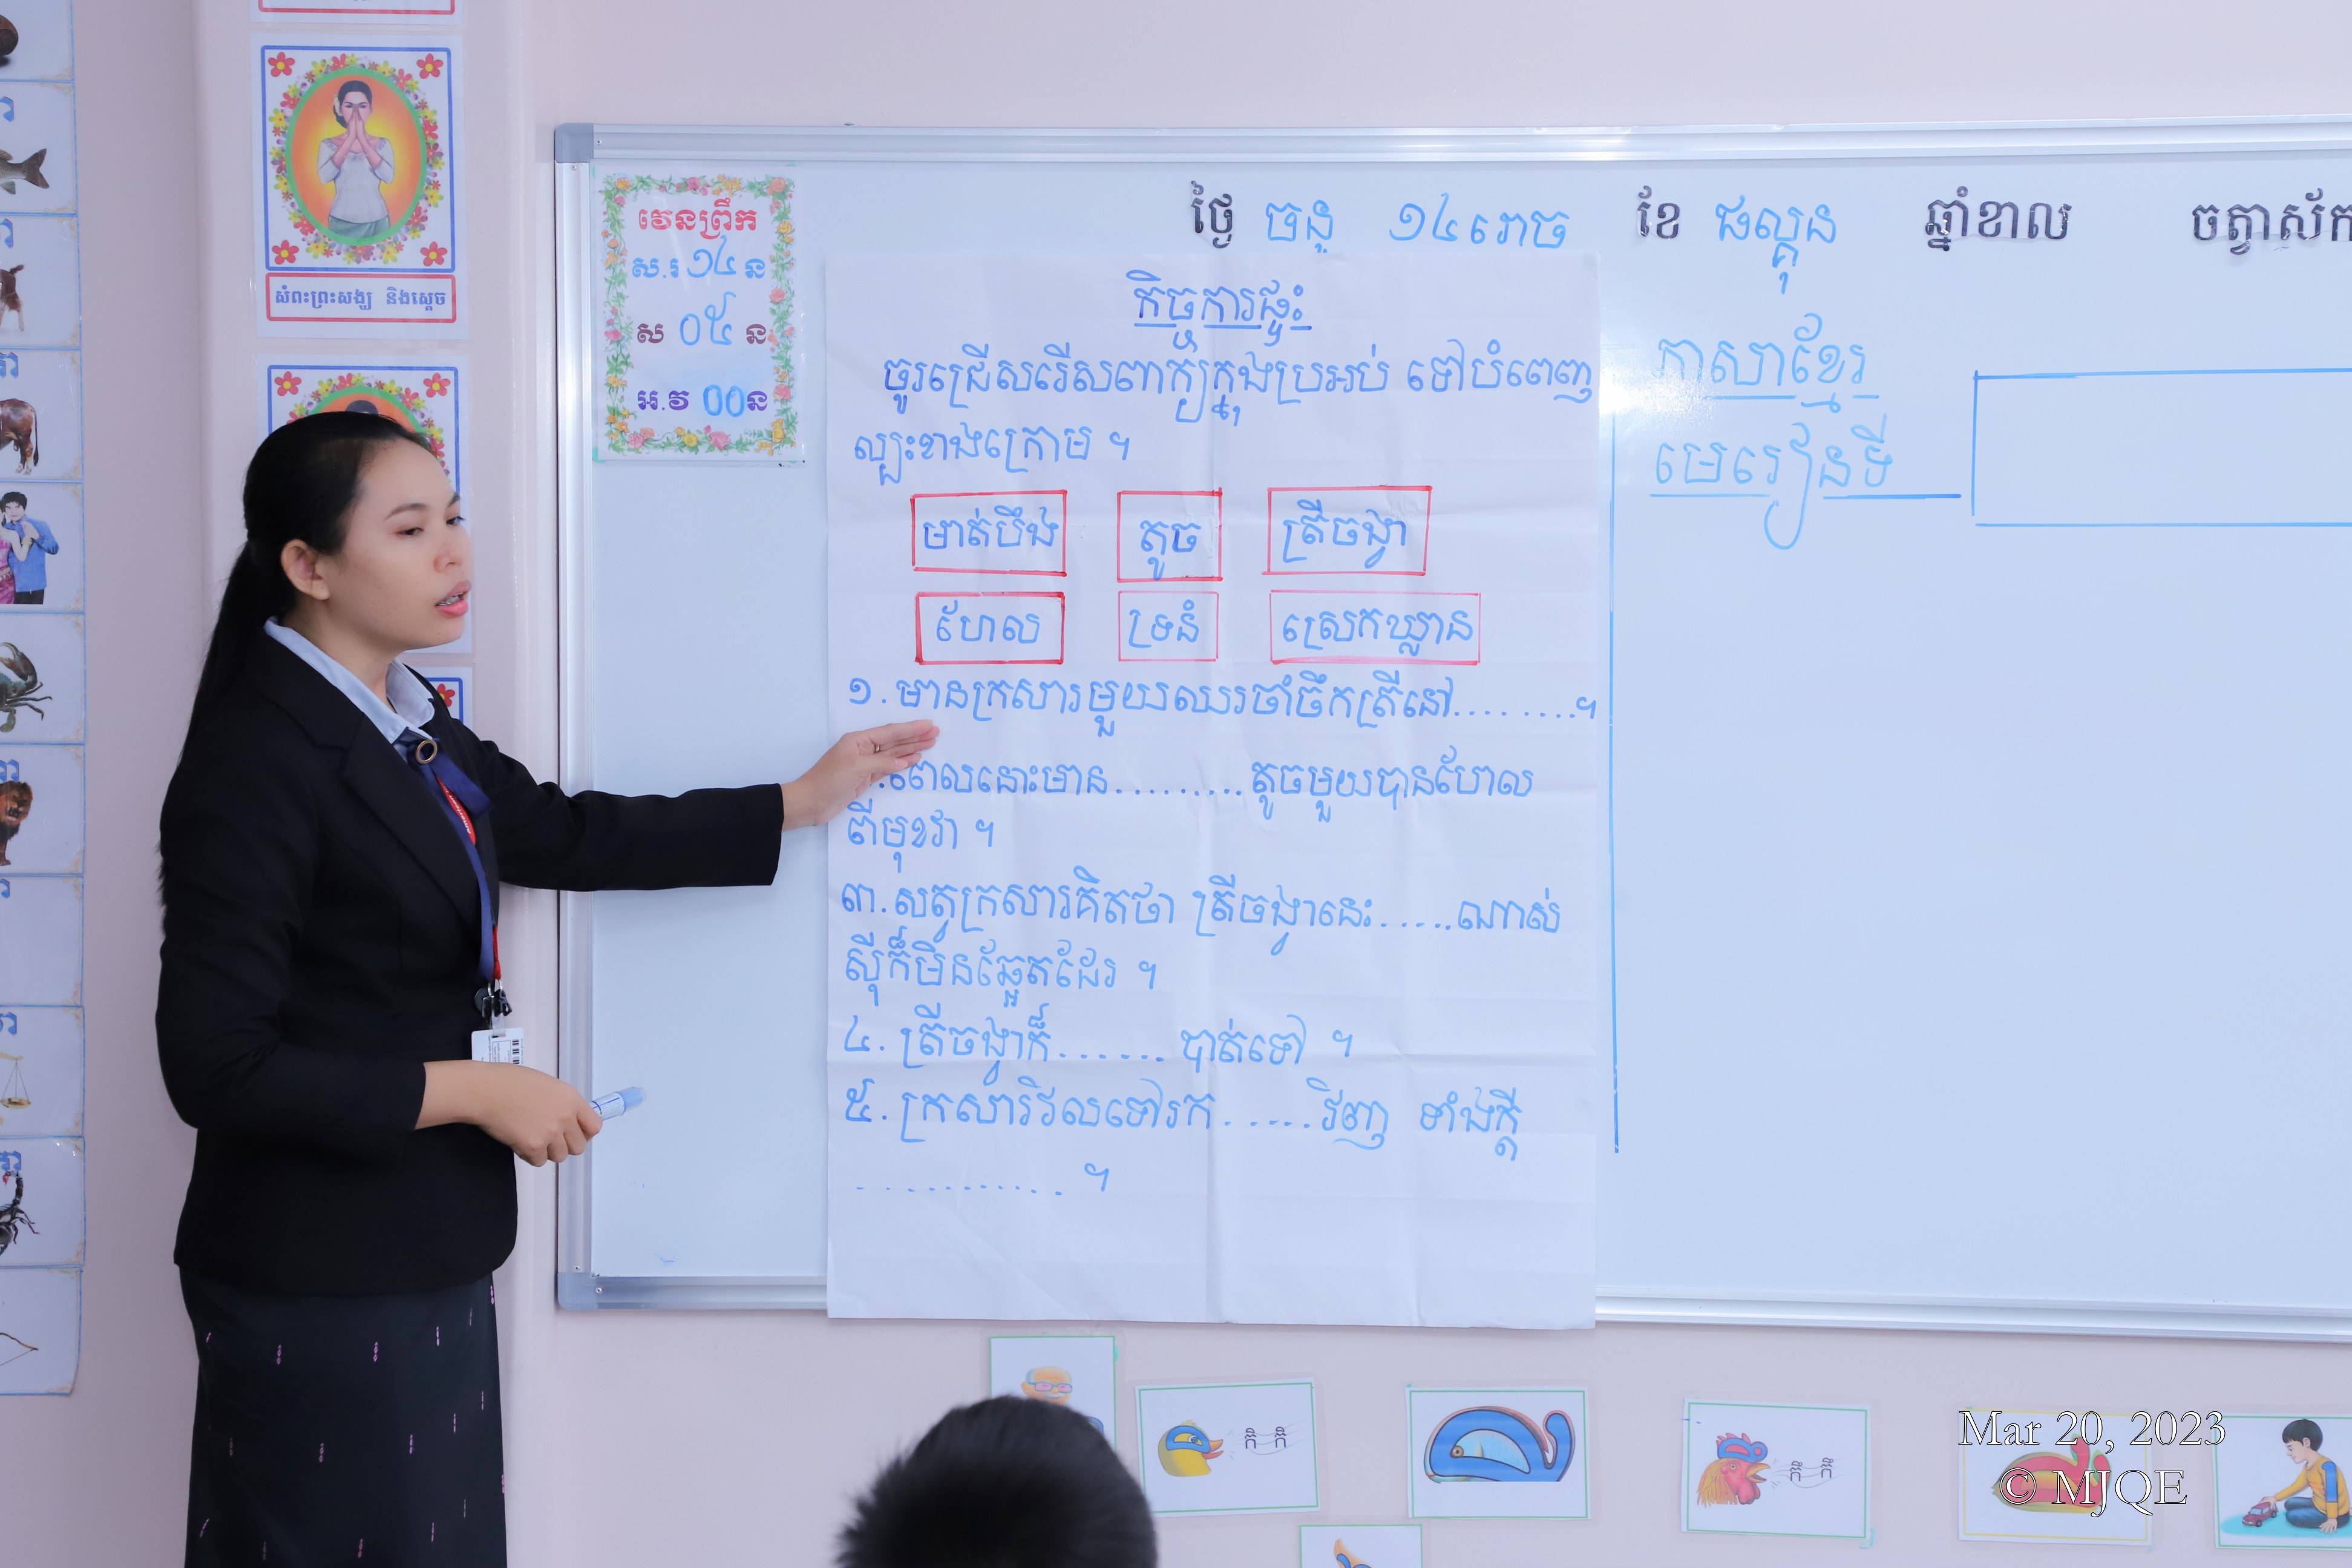 សំពះព្រះសង្ឃ និងស្ដេច
វេនព្រឹក
ស.រ ១៤ ន
ស ០៥ ន
អ.វ ០០ ន
ថ្ងៃ ចន្ទ ១៤ រោច ខែ ផល្គុន ឆ្នាំខាល ចត្វាស័ក
ភាសាខ្មែរ
មេរៀនទី
កិច្ចការផ្ទះ
ចូរជ្រើសរើសពាក្យក្នុងប្រអប់ ទៅបំពេញ
ល្បះខាងក្រោម ។
មាត់បឹង តូច ត្រីចង្វា
ហែល ទ្រនំ ស្រេកឃ្លាន
១. មានក្រសារមួយឈរចាំចឹកត្រីនៅ.........។
.ពេលនោះមាន.........តូចមួយបានហែល
ពីមុខវា ។
៣. សត្វក្រសារគិតថា ត្រីចង្វានេះ......ណាស់
ស៊ីក៏មិនឆ្អែតដែរ ។
៤. ត្រីចង្វាក៏....... បាត់ទៅ ។
៥. ក្រសារវិលទៅរក......វិញ ទាំងក្ដី
...........។
កិ កិ
Mar 20, 2023
© MJQE